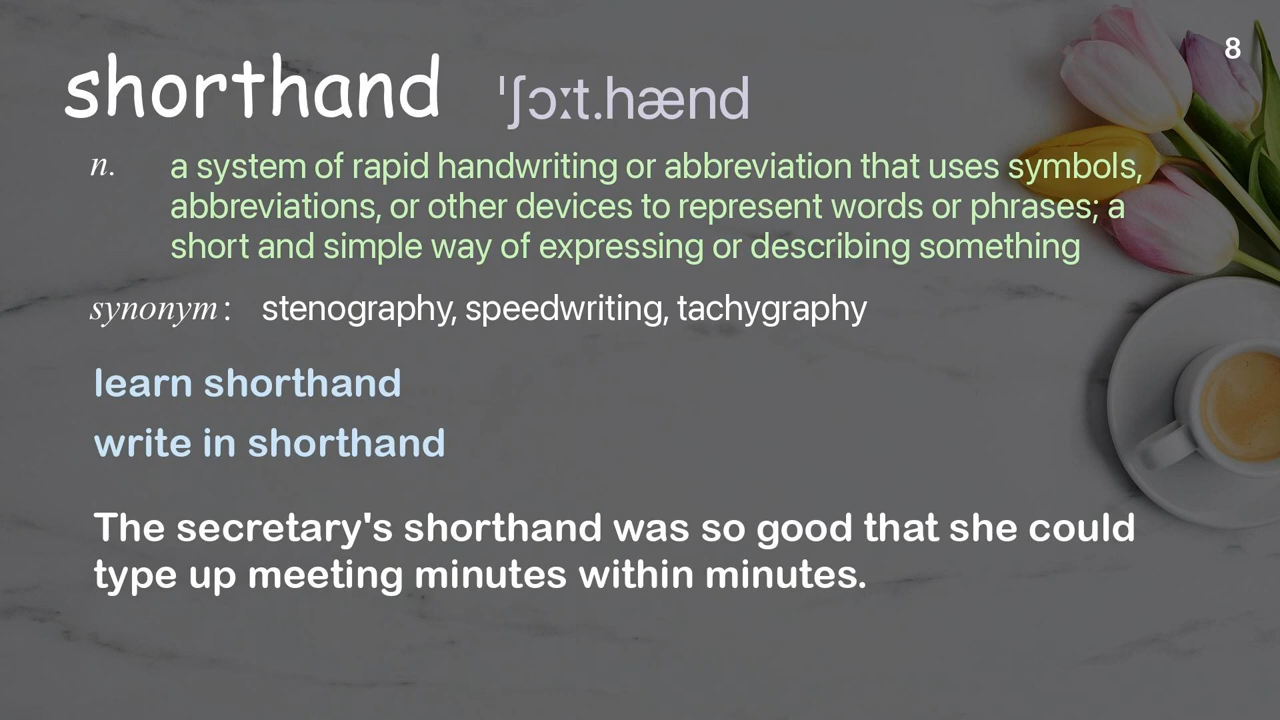 8
shorthand ˈʃɔːt.hænd
n. a system of rapid handwriting or abbreviation that uses symbols,
abbreviations, or other devices to represent words or phrases; a
short and simple way of expressing or describing something
synonym : stenography, speedwriting, tachygraphy
learn shorthand
write in shorthand
The secretary's shorthand was so good that she could
type up meeting minutes within minutes.